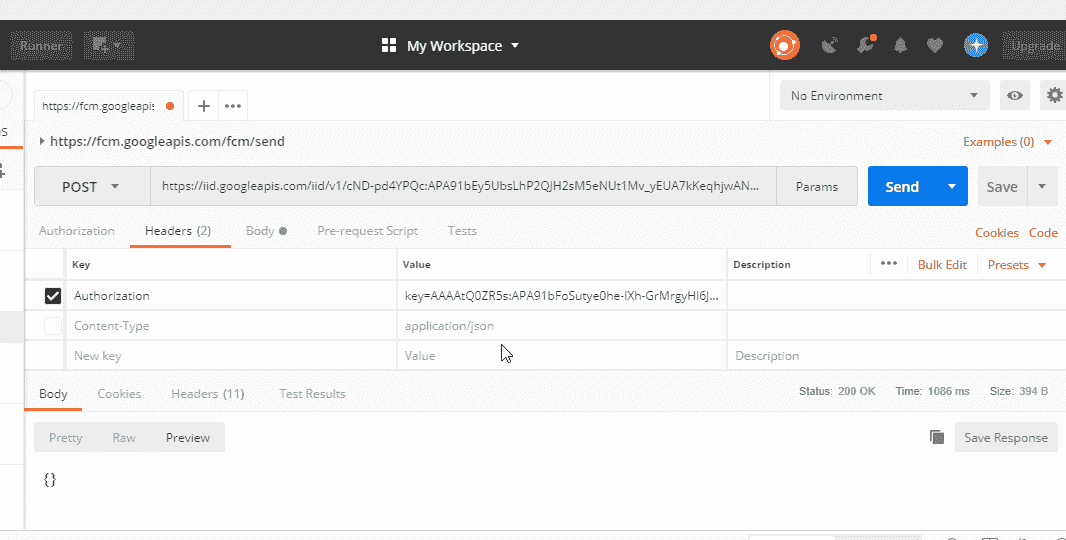 Runner
My Workspace
Upgrade
https://fcm.googleapis
No Environment
https://fcm.googleapis.com/fcm/send
Examples (0)
POST
https://iid.googleapis.com/iid/v1/cND-pd4YPQc:APA91bEy5UbsLhP2QJH2sM5eNUt1Mv_yEUA7kKeqhjwAN...
Params
Send
Save
Authorization
Headers (2)
Body
Pre-request Script
Tests
Cookies
Code
Key
Value
Description
Bulk Edit
Presets
Authorization
key=AAAAtQ0ZR5s:APA91bFoSutye0he-IXh-GrMrgyHI6J...
Content-Type
application/json
New key
Value
Description
Body
Cookies
Headers (11)
Test Results
Status: 200 OK
Time: 1086 ms
Size: 394 B
Pretty
Raw
Preview
Save Response
{}